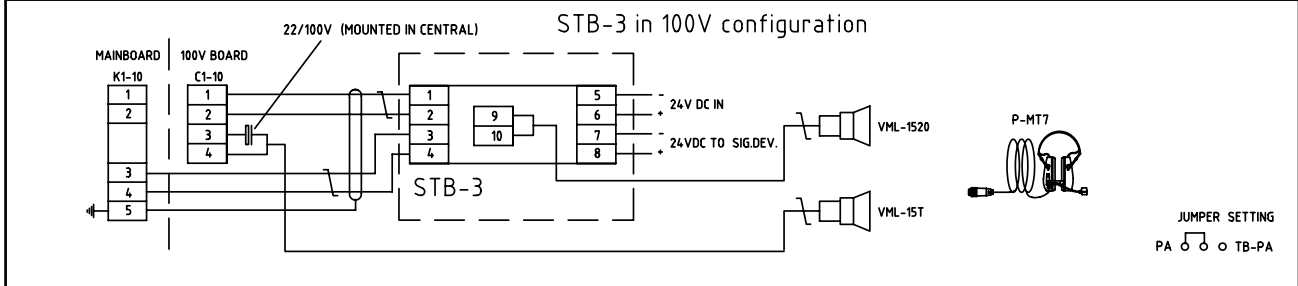 STB-3 in 100V configuration
22/100V (MOUNTED IN CENTRAL)
MAINBOARD
K1-10
1
2
3
4
5
100V BOARD
C1-10
1
2
3
4
1
2
3
4
STB-3
9
10
5
6
7
8
-
+
24V DC IN
-
+
24VDC TO SIG.DEV.
VML-1520
VML-15T
P-MT7
JUMPER SETTING
PA TB-PA